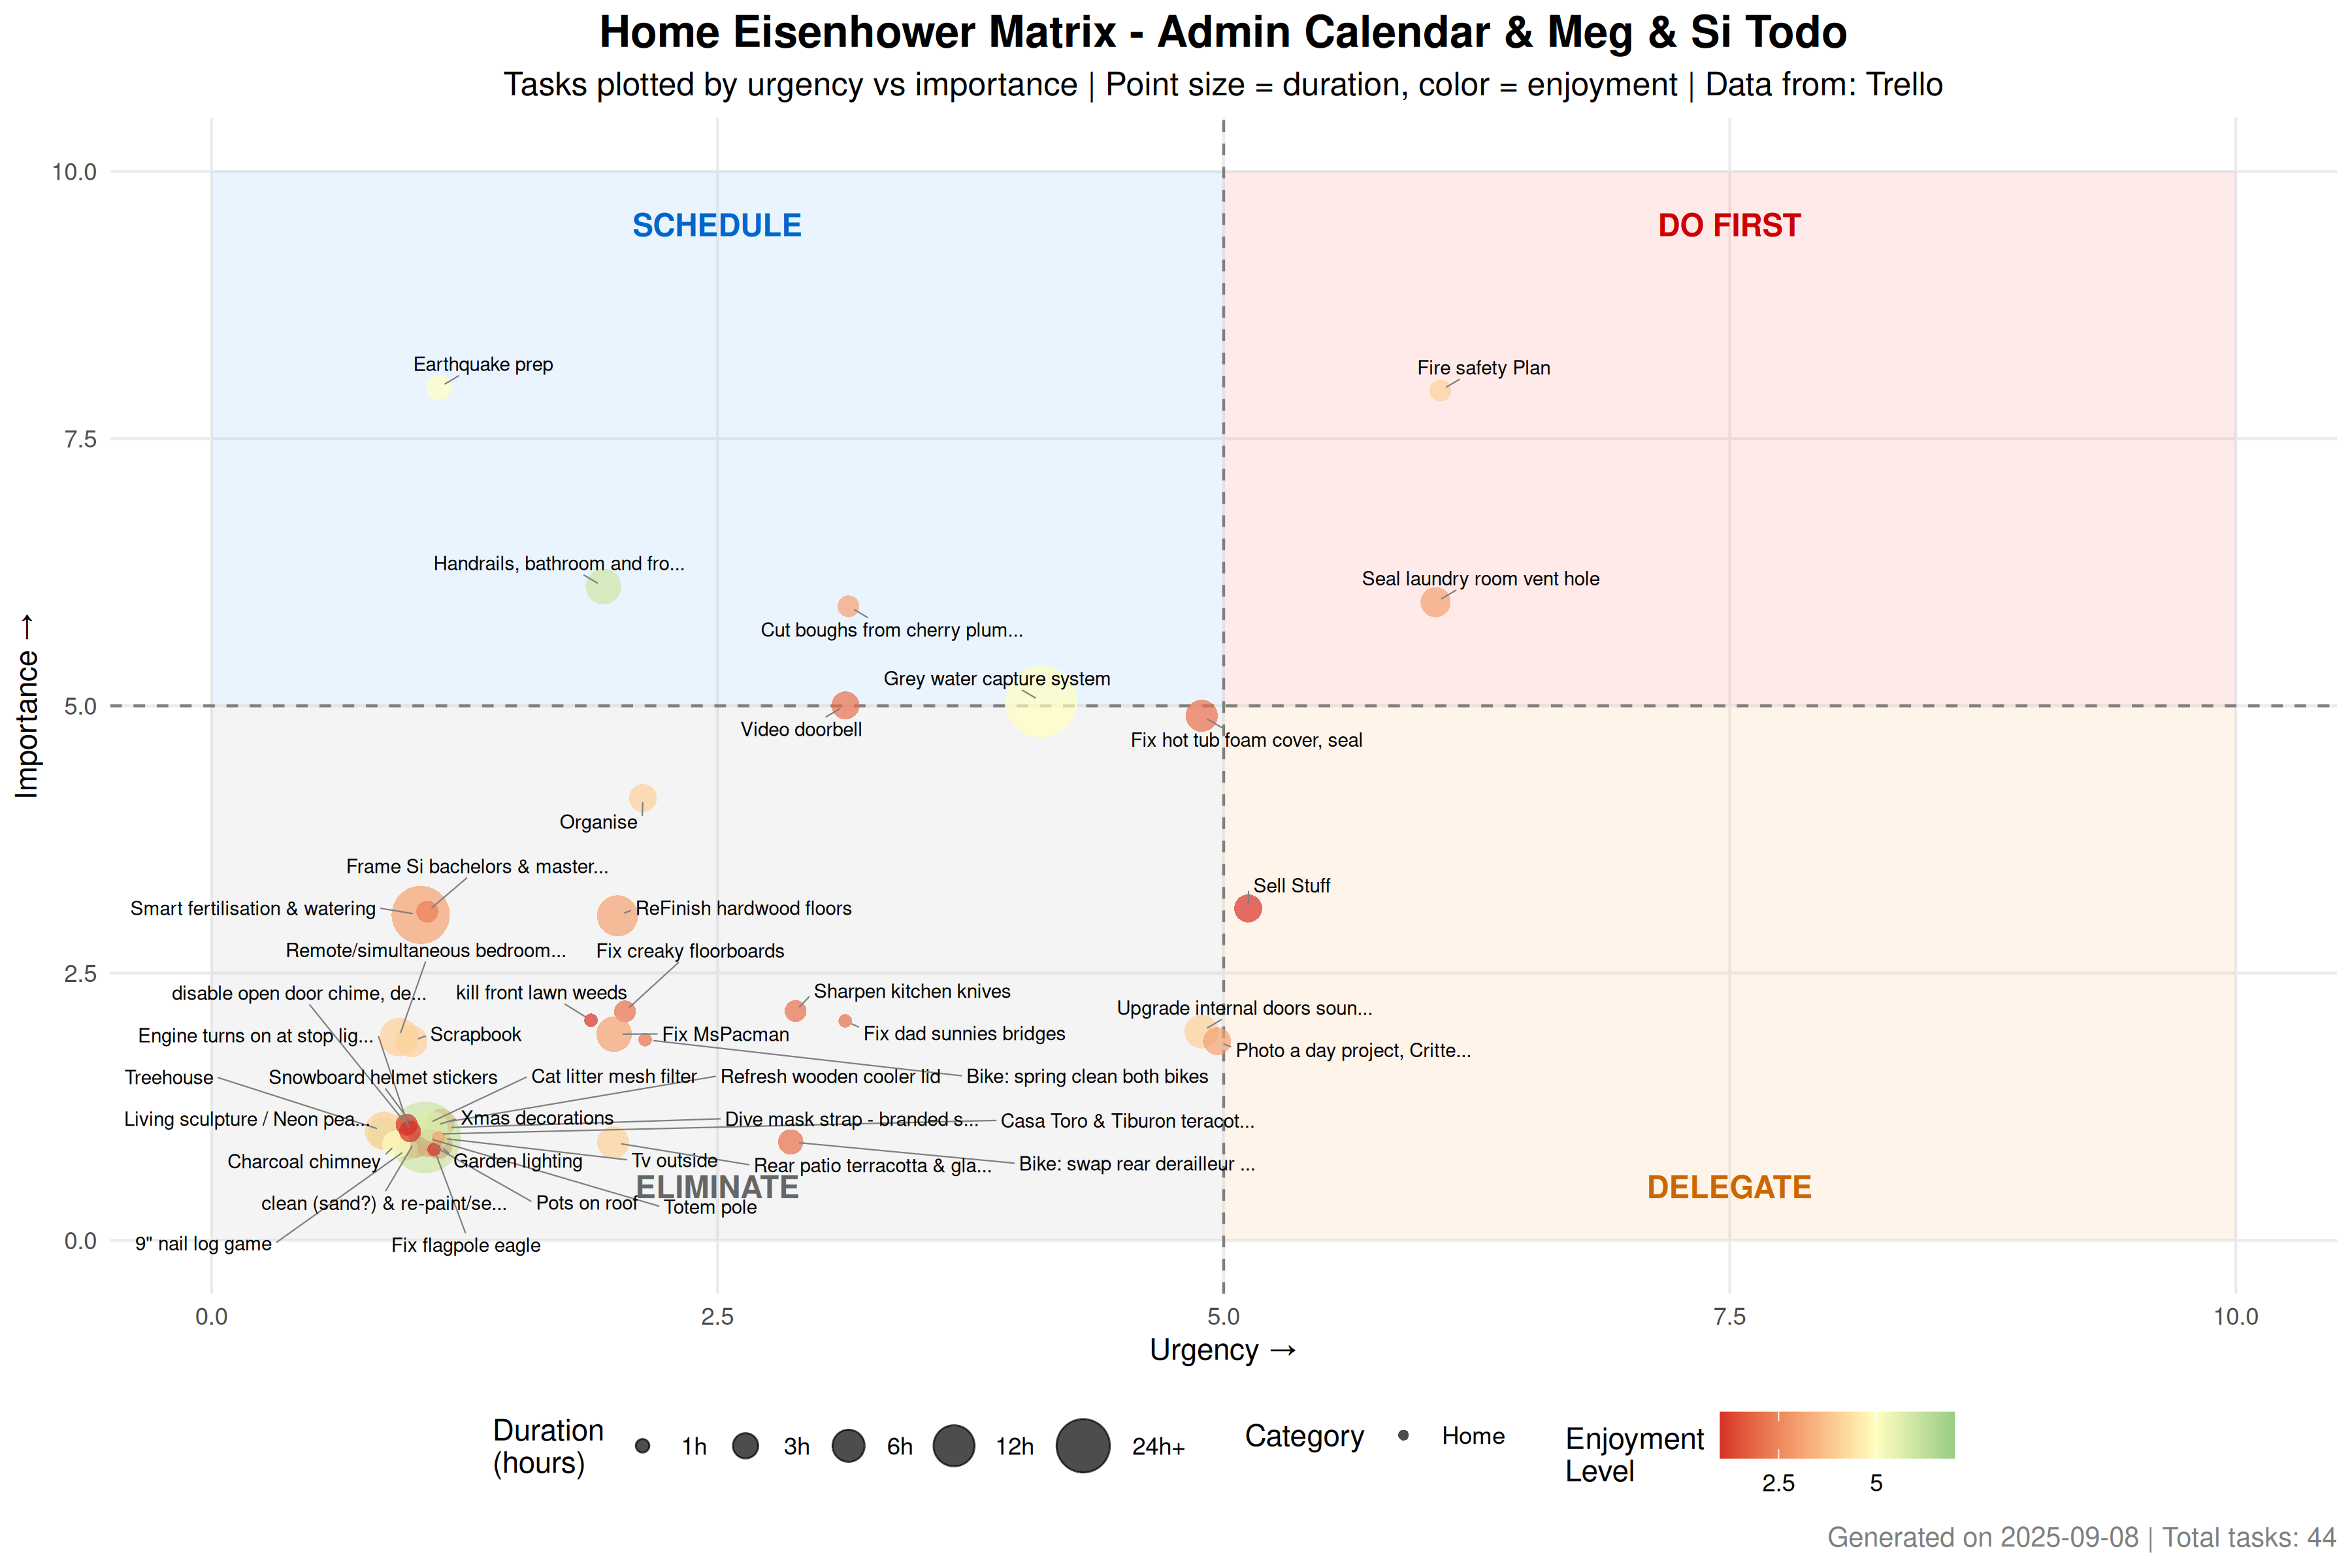 Home Eisenhower Matrix - Admin Calendar & Meg & Si Todo
Tasks plotted by urgency vs importance | Point size = duration, color = enjoyment | Data from: Trello
10.0
SCHEDULE
DO FIRST
Earthquake prep
Fire safety Plan
7.5
Handrails, bathroom and fro...
Seal laundry room vent hole
Cut boughs from cherry plum...
Grey water capture system
5.0
Video doorbell
Fix hot tub foam cover, seal
Importance →
Organise
Frame Si bachelors & master...
Sell Stuff
Smart fertilisation & watering
ReFinish hardwood floors
Remote/simultaneous bedroom...
Fix creaky floorboards
2.5
disable open door chime, de...
kill front lawn weeds
Sharpen kitchen knives
Upgrade internal doors soun...
Engine turns on at stop lig...
Scrapbook
Fix MsPacman
Fix dad sunnies bridges
Photo a day project, Critte...
Treehouse
Snowboard helmet stickers
Cat litter mesh filter
Refresh wooden cooler lid
Bike: spring clean both bikes
Living sculpture / Neon pea...
Xmas decorations
Dive mask strap - branded s...
Casa Toro & Tiburon teracot...
Charcoal chimney
Garden lighting
Tv outside
Rear patio terracotta & gla...
Bike: swap rear derailleur ...
ELIMINATE
DELEGATE
clean (sand?) & re-paint/se...
Pots on roof
Totem pole
0.0
9" nail log game
Fix flagpole eagle
0.0
2.5
5.0
7.5
10.0
Urgency →
Duration
(hours)
1h
3h
6h
12h
24h+
Category
Home
Enjoyment
Level
2.5
5
Generated on 2025-09-08 | Total tasks: 44